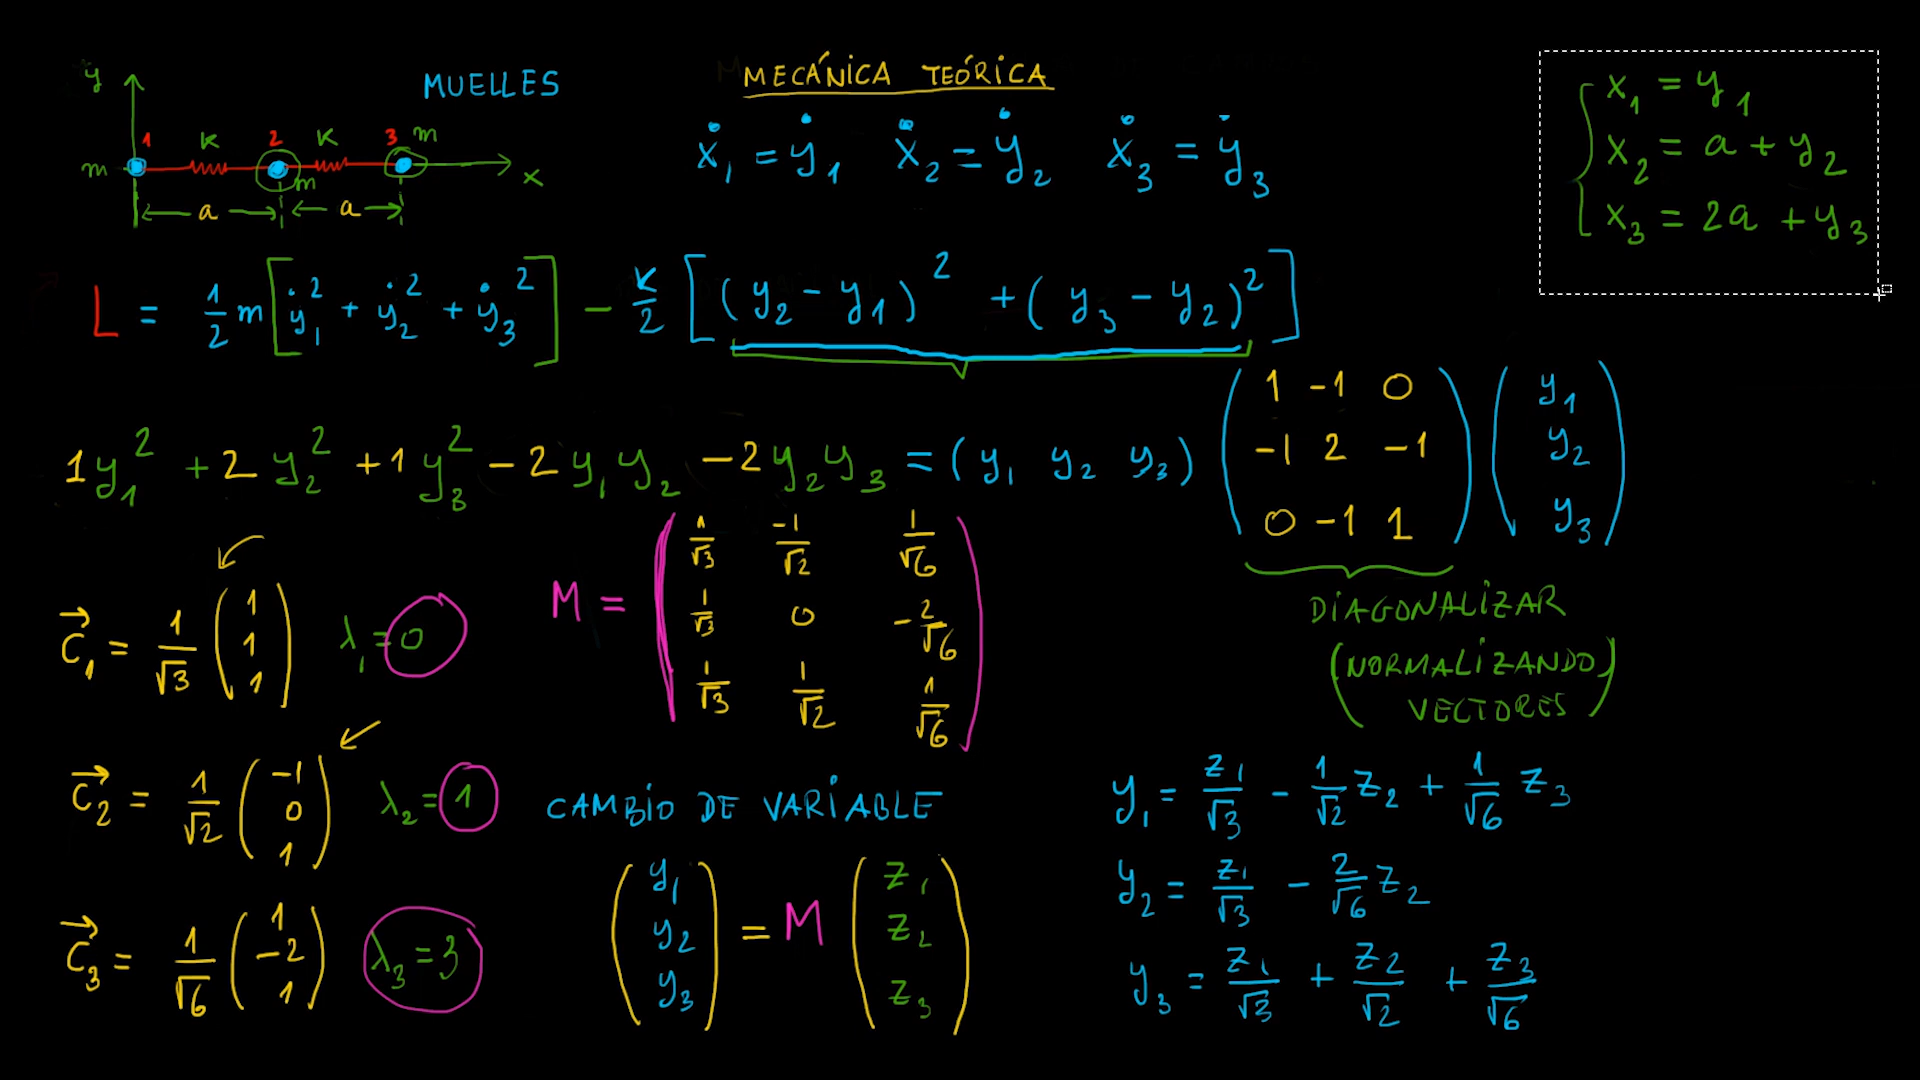 MECÁNICA TEÓRICA
MUELLES
y
1 K 2 K 3 m
m m x
a a
ẋ₁ = ẏ₁ ẋ₂ = ẏ₂ ẋ₃ = ẏ₃
x₁ = y₁
x₂ = a + y₂
x₃ = 2a + y₃
L = 1/2 m [ẏ₁² + ẏ₂² + ẏ₃²] - K/2 [(y₂ - y₁)² + (y₃ - y₂)²]
1y₁² + 2y₂² + 1y₃² - 2y₁y₂ - 2y₂y₃ = (y₁ y₂ y₃) (1 -1 0 / -1 2 -1 / 0 -1 1) (y₁ / y₂ / y₃)
DIAGONALIZAR
(NORMALIZANDO
VECTORES)
c⃗₁ = 1/√3 (1 / 1 / 1) λ₁ = 0
c⃗₂ = 1/√2 (-1 / 0 / 1) λ₂ = 1
c⃗₃ = 1/√6 (1 / -2 / 1) λ₃ = 3
M = (1/√3 -1/√2 1/√6 / 1/√3 0 -2/√6 / 1/√3 1/√2 1/√6)
CAMBIO DE VARIABLE
(y₁ / y₂ / y₃) = M (z₁ / z₂ / z₃)
y₁ = z₁/√3 - 1/√2 z₂ + 1/√6 z₃
y₂ = z₁/√3 - 2/√6 z₂
y₃ = z₁/√3 + z₂/√2 + z₃/√6